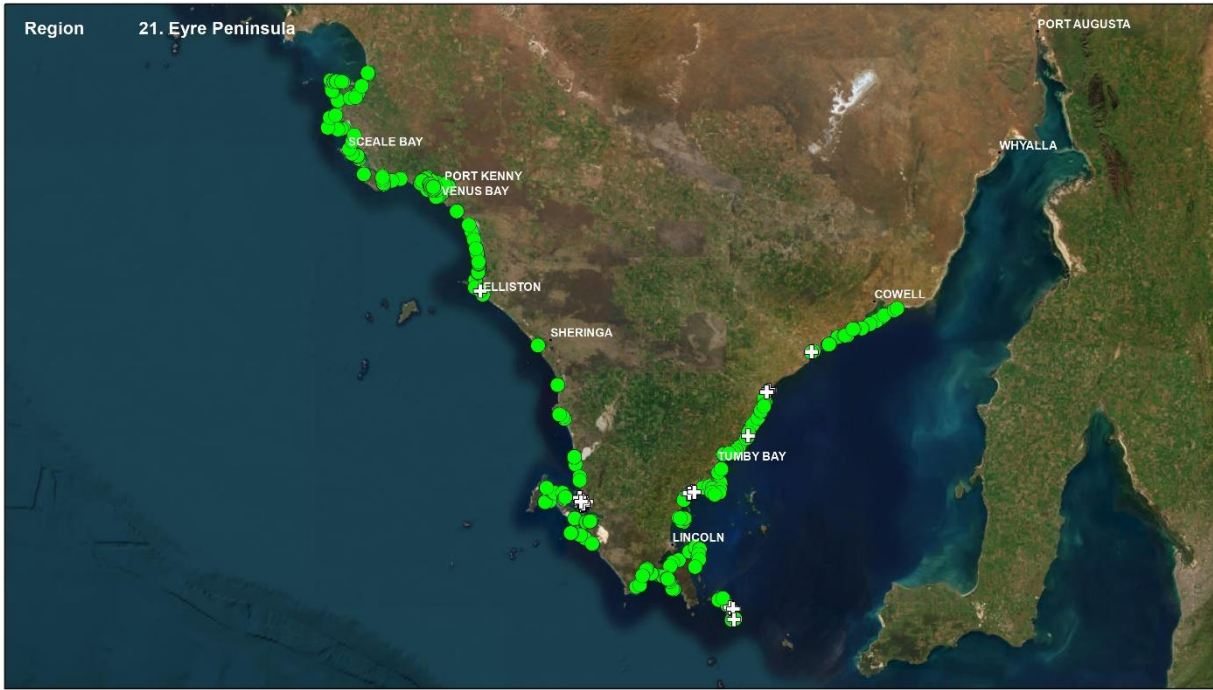 Region 21. Eyre Peninsula
PORT AUGUSTA
WHYALLA
SCEALE BAY
PORT KENNY
VENUS BAY
ELLISTON
COWELL
SHERINGA
TUMBY BAY
LINCOLN